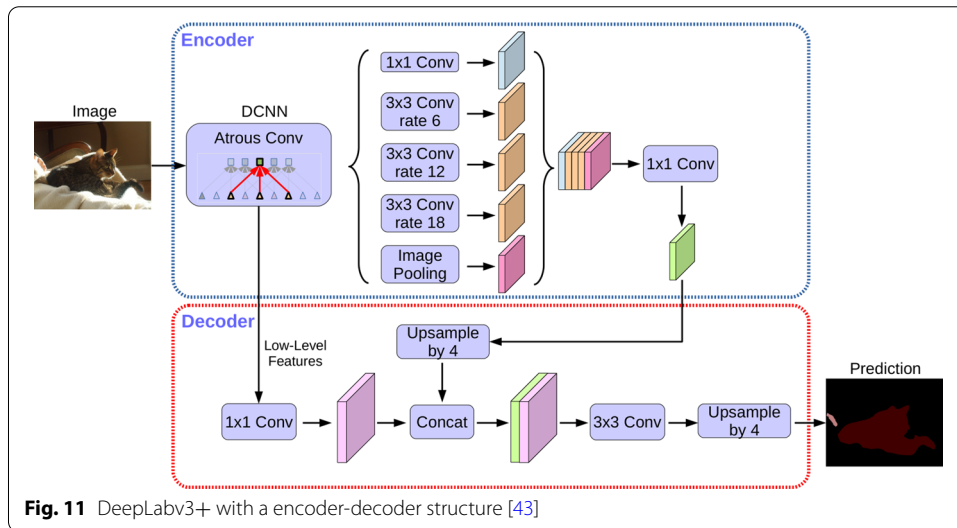 Encoder
Image
DCNN
Atrous Conv
1x1 Conv
3x3 Conv
rate 6
3x3 Conv
rate 12
3x3 Conv
rate 18
Image
Pooling
1x1 Conv
Decoder
Low-Level
Features
Upsample
by 4
1x1 Conv
Concat
3x3 Conv
Upsample
by 4
Prediction
Fig. 11 DeepLabv3+ with a encoder-decoder structure [43]